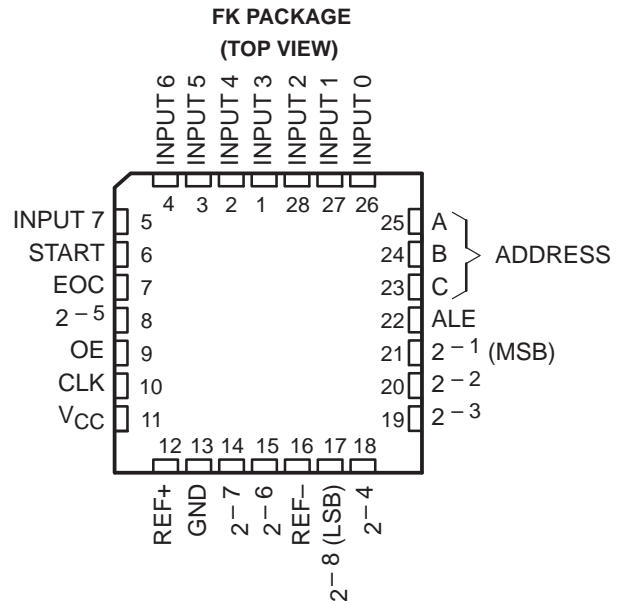 FK PACKAGE
(TOP VIEW)
INPUT 6
INPUT 5
INPUT 4
INPUT 3
INPUT 2
INPUT 1
INPUT 0
4 3 2 1 28 27 26
INPUT 7 5
START 6
EOC 7
2−5 8
OE 9
CLK 10
VCC 11
25 A
24 B
23 C
ADDRESS
22 ALE
21 2−1 (MSB)
20 2−2
19 2−3
12 13 14 15 16 17 18
REF+
GND
2−7
2−6
REF−
2−8 (LSB)
2−4